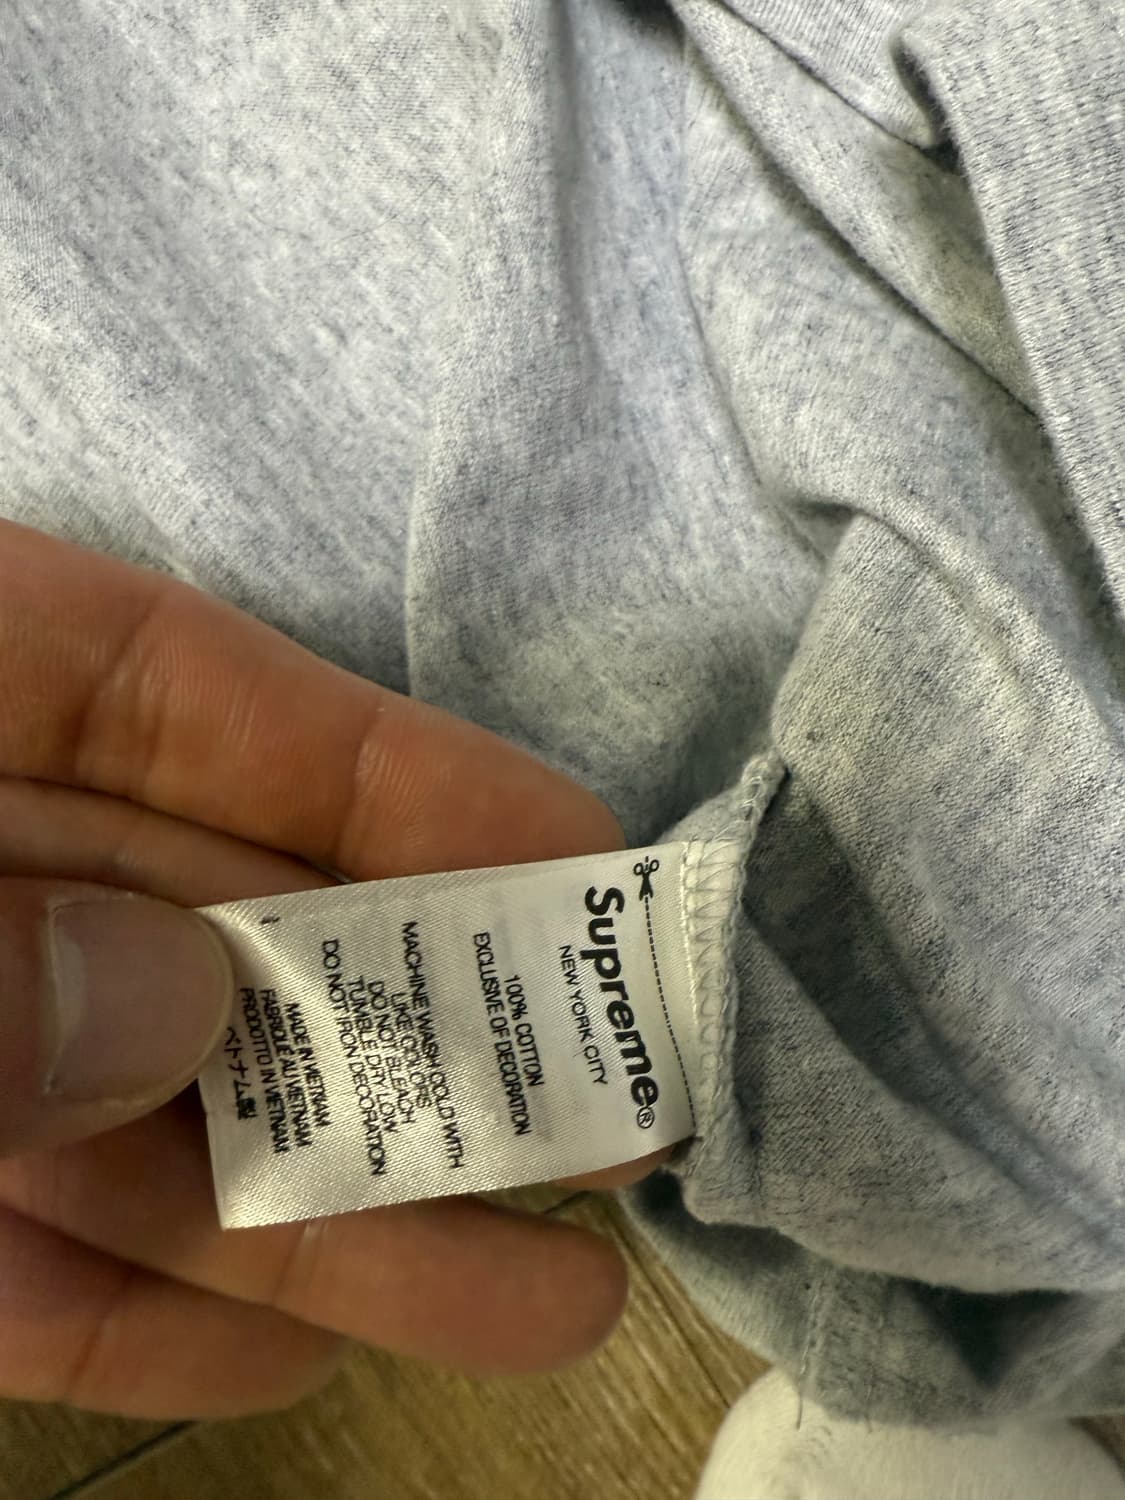 Supreme®
NEW YORK CITY
100% COTTON
EXCLUSIVE OF DECORATION
MACHINE WASH COLD WITH
LIKE COLORS
DO NOT BLEACH
TUMBLE DRY LOW
DO NOT IRON DECORATION
MADE IN VIETNAM
FABRIQUÉ AU VIETNAM
PRODOTTO IN VIETNAM
ベトナム製